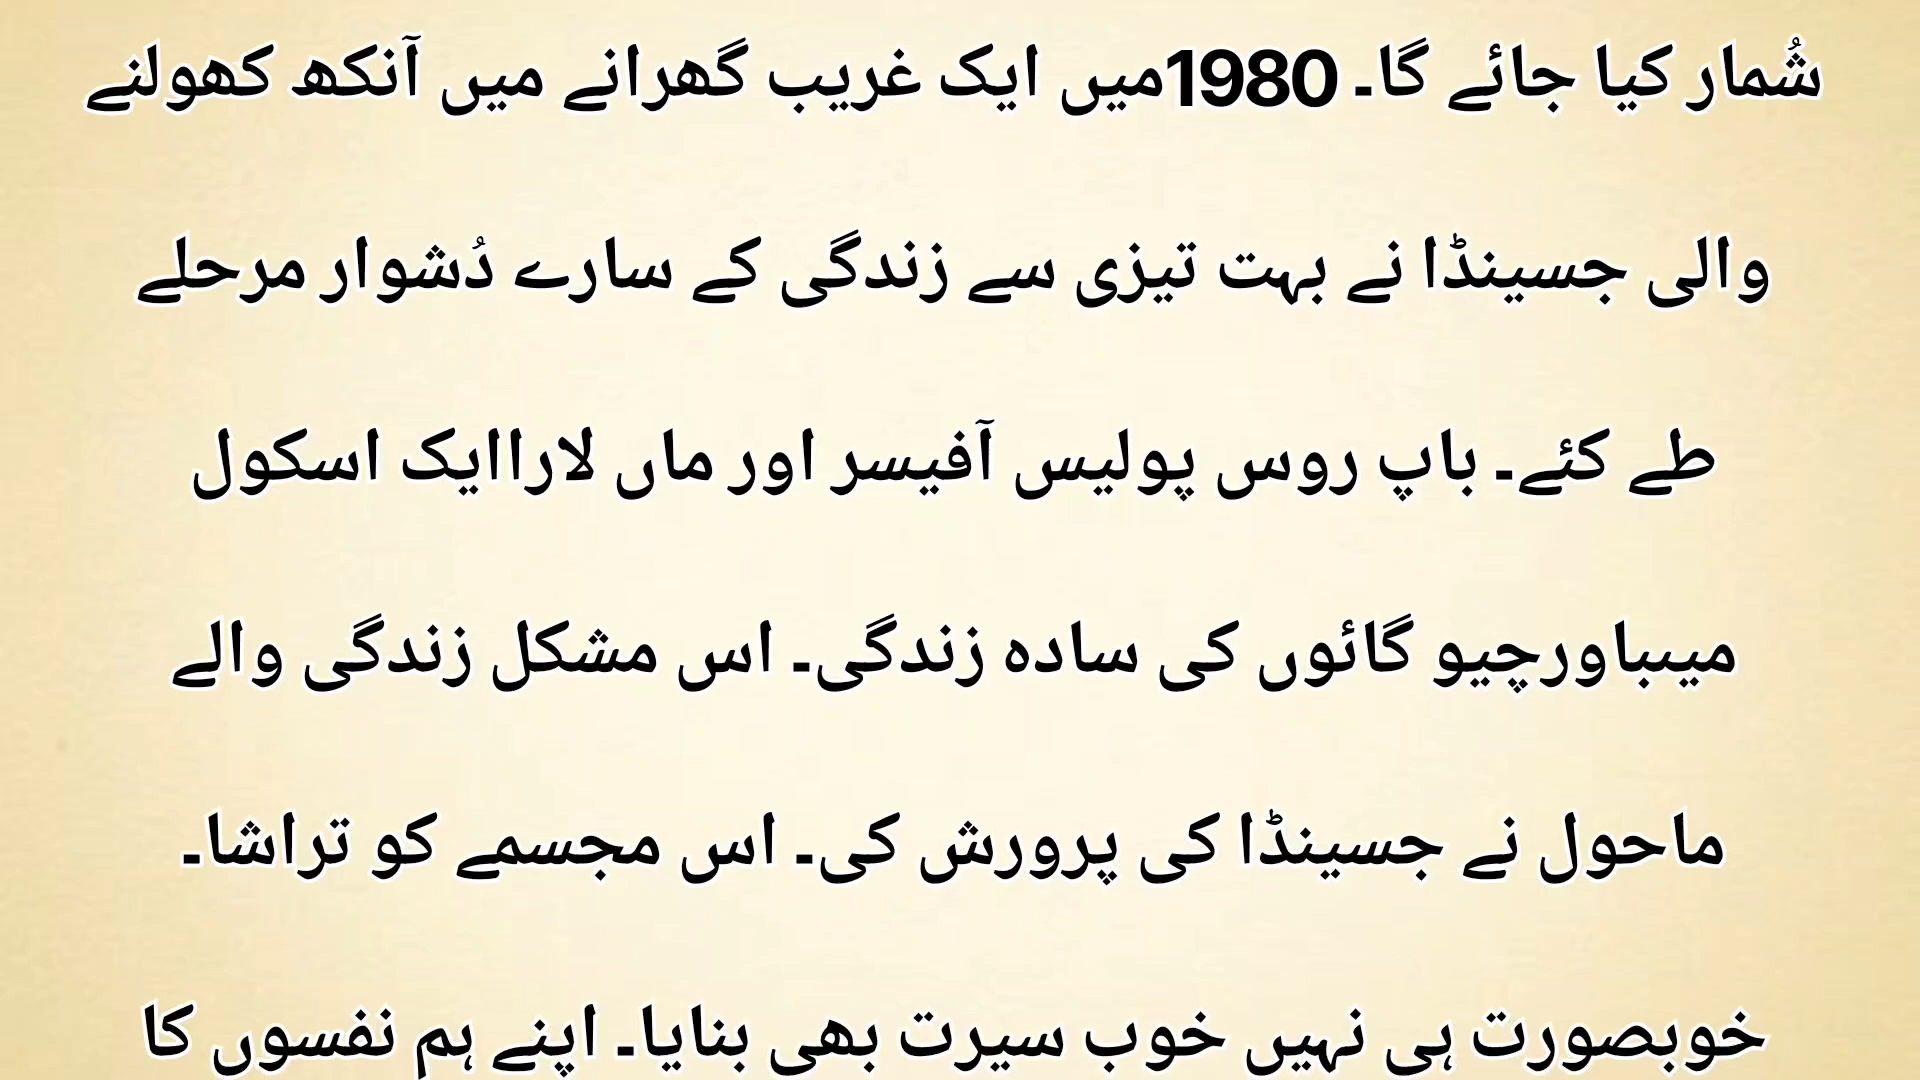 شُمار کیا جائے گا۔ 1980میں ایک غریب گھرانے میں آنکھ کھولنے
والی جسینڈا نے بہت تیزی سے زندگی کے سارے دُشوار مرحلے
طے کئے۔ باپ روس پولیس آفیسر اور ماں لاراایک اسکول
میںباورچیو گائوں کی سادہ زندگی۔ اس مشکل زندگی والے
ماحول نے جسینڈا کی پرورش کی۔ اس مجسمے کو تراشا۔
خوبصورت ہی نہیں خوب سیرت بھی بنایا۔ اپنے ہم نفسوں کا